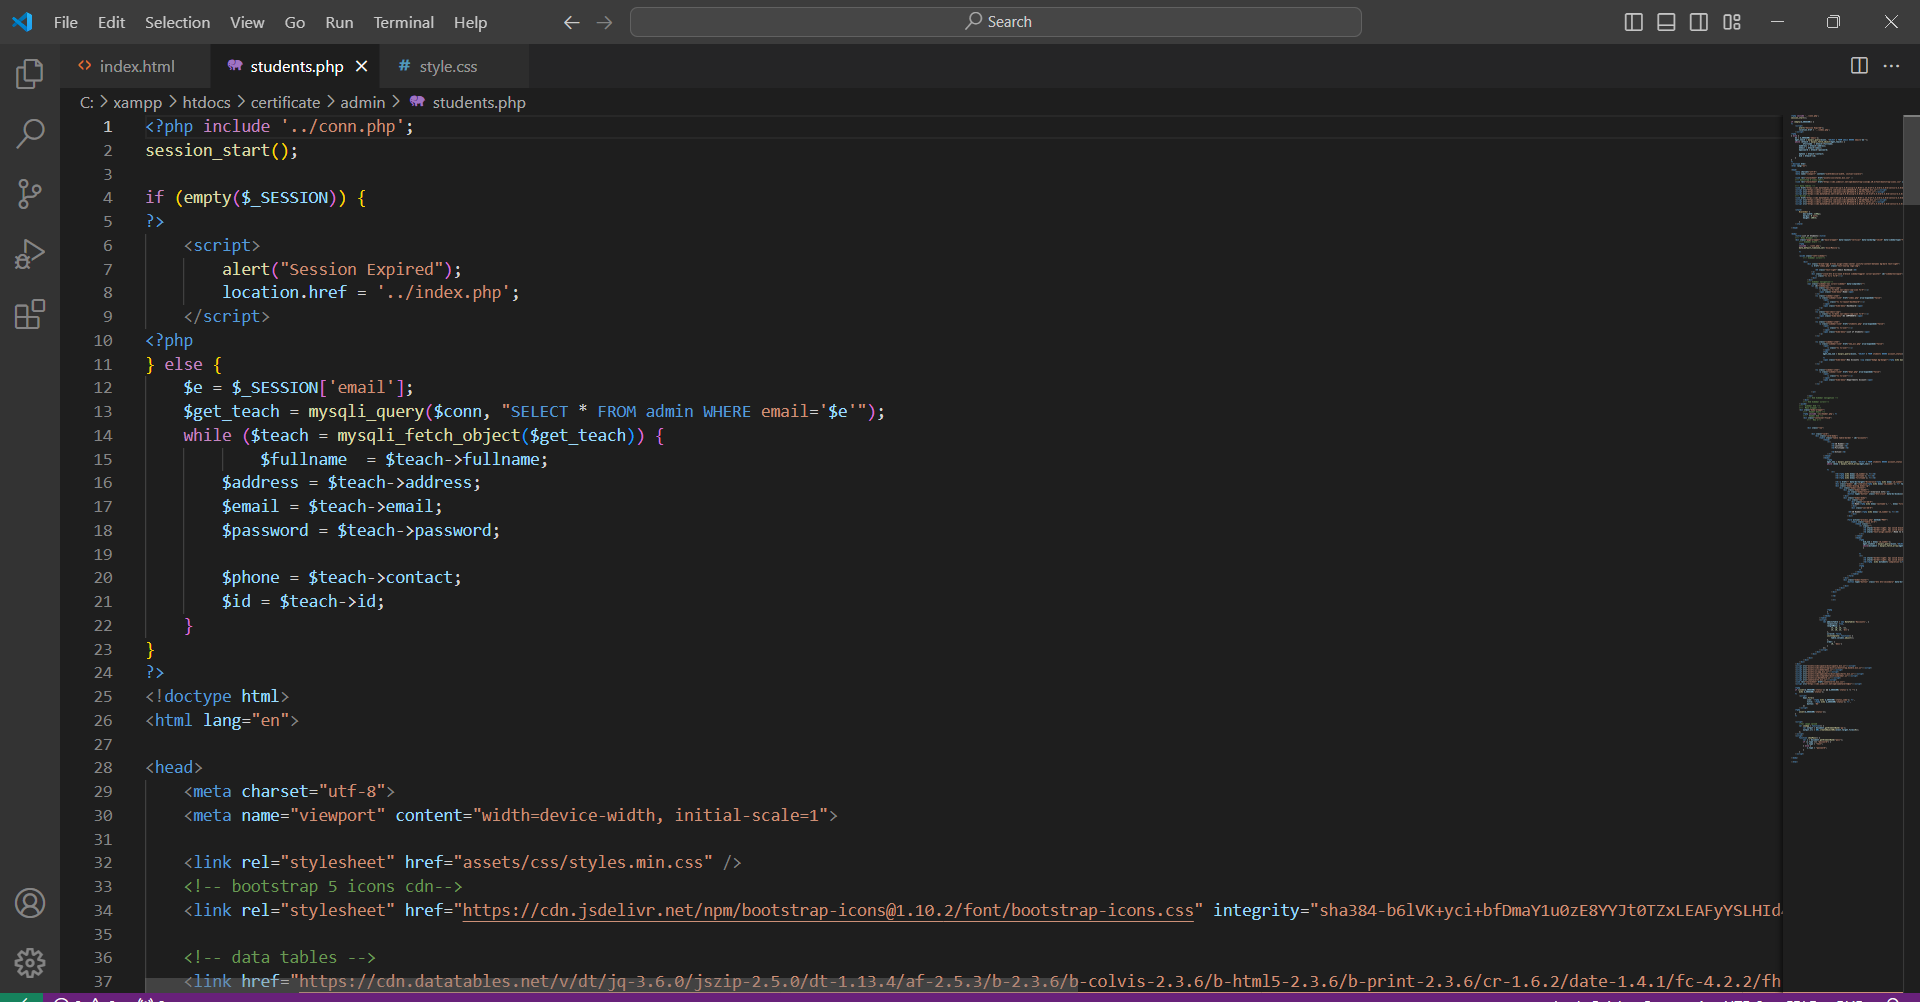 File Edit Selection View Go Run Terminal Help
Search
index.html students.php style.css
C: > xampp > htdocs > certificate > admin > students.php
1 <?php include '../conn.php';
2 session_start();
3
4 if (empty($_SESSION)) {
5 ?>
6 <script>
7 alert("Session Expired");
8 location.href = '../index.php';
9 </script>
10 <?php
11 } else {
12 $e = $_SESSION['email'];
13 $get_teach = mysqli_query($conn, "SELECT * FROM admin WHERE email='$e'");
14 while ($teach = mysqli_fetch_object($get_teach)) {
15 $fullname  = $teach->fullname;
16 $address = $teach->address;
17 $email = $teach->email;
18 $password = $teach->password;
19
20 $phone = $teach->contact;
21 $id = $teach->id;
22 }
23 }
24 ?>
25 <!doctype html>
26 <html lang="en">
27
28 <head>
29 <meta charset="utf-8">
30 <meta name="viewport" content="width=device-width, initial-scale=1">
31
32 <link rel="stylesheet" href="assets/css/styles.min.css" />
33 <!-- bootstrap 5 icons cdn-->
34 <link rel="stylesheet" href="https://cdn.jsdelivr.net/npm/bootstrap-icons@1.10.2/font/bootstrap-icons.css" integrity="sha384-b6lVK+yci+bfDmaY1u0zE8YYJt0TZxLEAFyYSLHId
35
36 <!-- data tables -->
37 <link href="https://cdn.datatables.net/v/dt/jq-3.6.0/jszip-2.5.0/dt-1.13.4/af-2.5.3/b-2.3.6/b-colvis-2.3.6/b-html5-2.3.6/b-print-2.3.6/cr-1.6.2/date-1.4.1/fc-4.2.2/fh